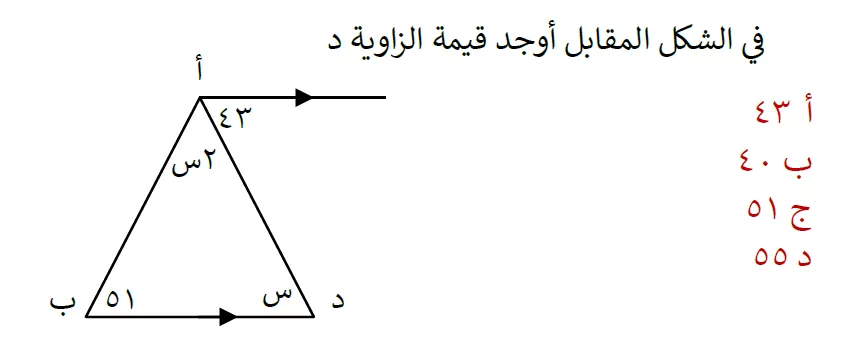 في الشكل المقابل أوجد قيمة الزاوية د
أ
٤٣
٢س
ب
٥١
س
د
أ ٤٣
ب ٤٠
ج ٥١
د ٥٥